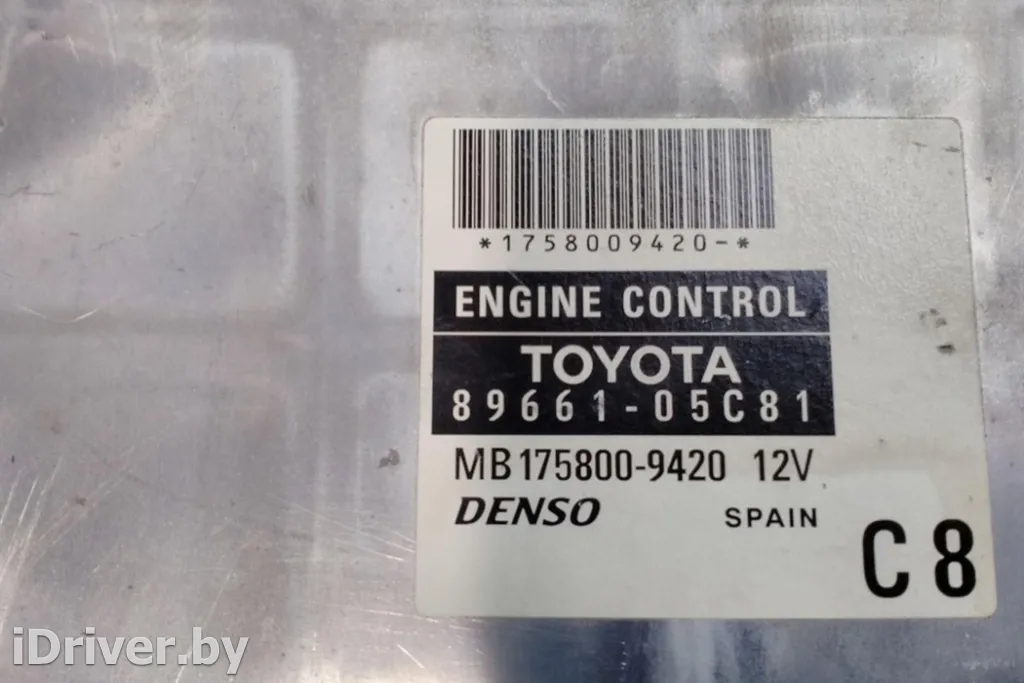 *1758009420-*
ENGINE CONTROL
TOYOTA
89661-05C81
MB175800-9420 12V
DENSO SPAIN
C8
iDriver.by